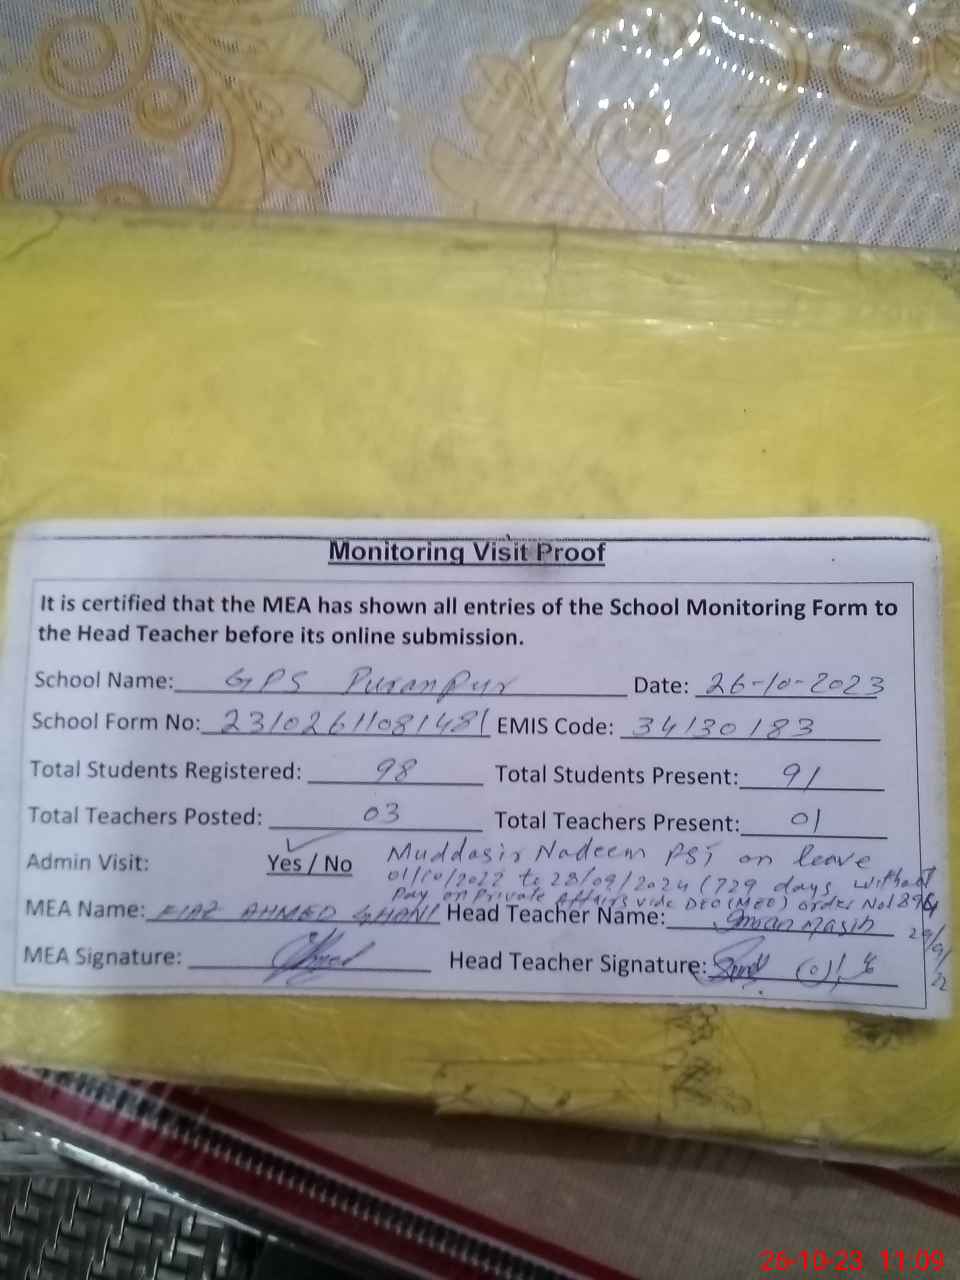 Monitoring Visit Proof
It is certified that the MEA has shown all entries of the School Monitoring Form to
the Head Teacher before its online submission.
School Name: GPS Puranpur Date: 26-10-2023
School Form No: 23102611081481 EMIS Code: 34130183
Total Students Registered: 98 Total Students Present: 91
Total Teachers Posted: 03 Total Teachers Present: 01
Admin Visit: Yes / No Muddasir Nadeem PST on leave
01/10/2022 to 28/09/2024 (729 days without
Pay on Private Affairs vide DEO (MEE) order No
MEA Name: FIAZ AHMED GHANI Head Teacher Name: Masih
MEA Signature: Head Teacher Signature:
26-10-23 11:09